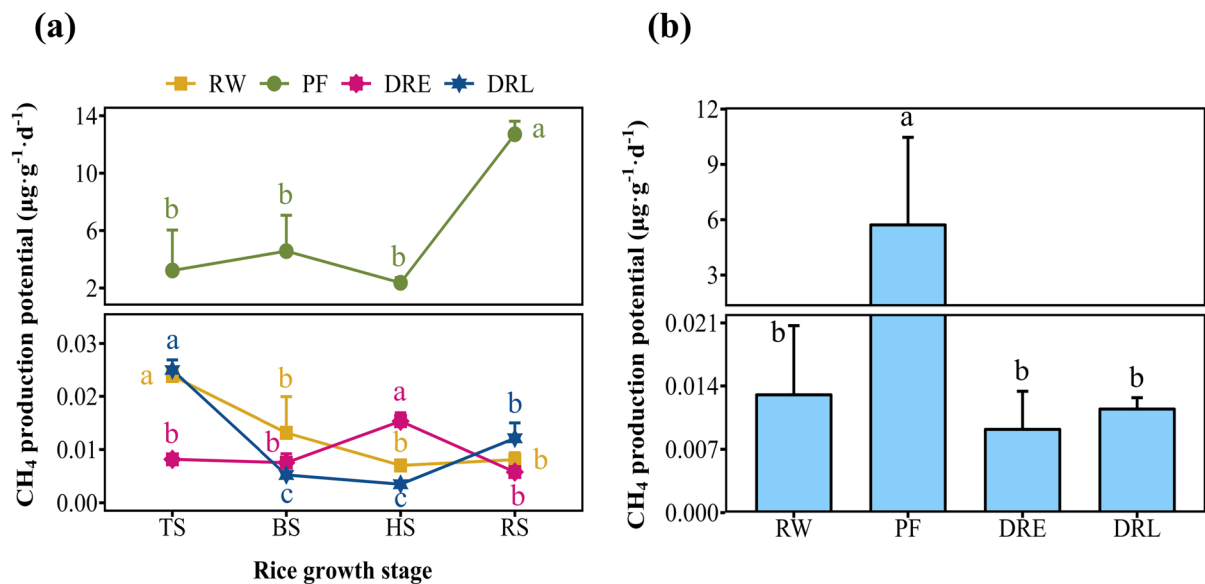 (a)
RW PF DRE DRL
CH₄ production potential (μg·g⁻¹·d⁻¹)
14
10
6
2
b
b
b
a
0.03
0.02
0.01
0.00
a
a
b
a
b
b
b
b
b
c
c
b
b
TS BS HS RS
Rice growth stage
(b)
CH₄ production potential (μg·g⁻¹·d⁻¹)
12
9
6
3
a
0.021
0.014
0.007
0.000
b
b
b
RW PF DRE DRL